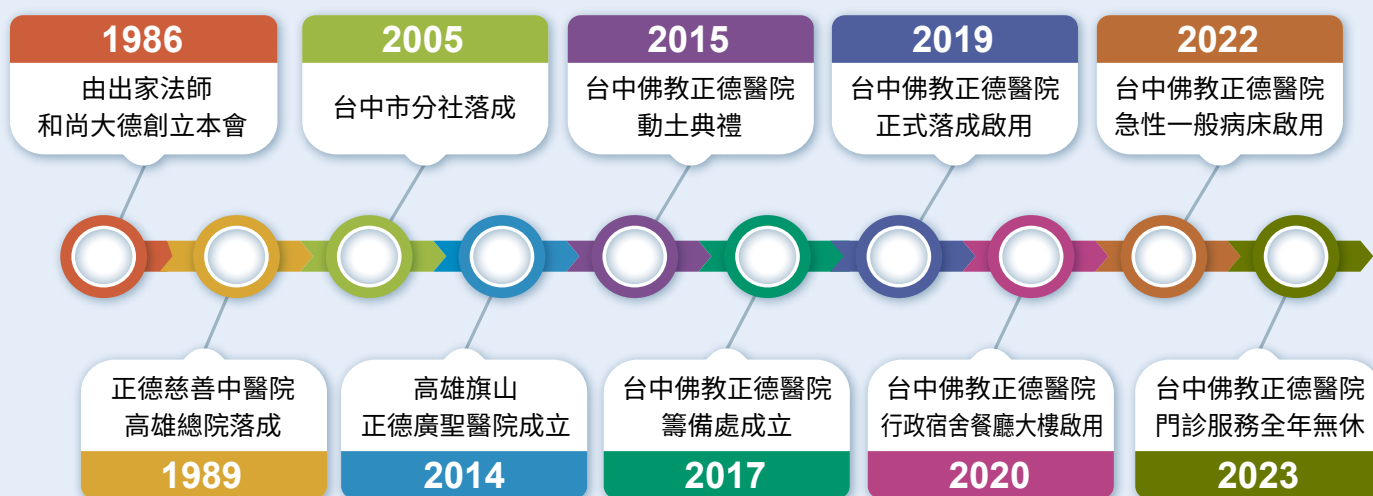 1986
由出家法師
和尚大德創立本會
2005
台中市分社落成
2015
台中佛教正德醫院
動土典禮
2019
台中佛教正德醫院
正式落成啟用
2022
台中佛教正德醫院
急性一般病床啟用
正德慈善中醫院
高雄總院落成
1989
高雄旗山
正德廣聖醫院成立
2014
台中佛教正德醫院
籌備處成立
2017
台中佛教正德醫院
行政宿舍餐廳大樓啟用
2020
台中佛教正德醫院
門診服務全年無休
2023